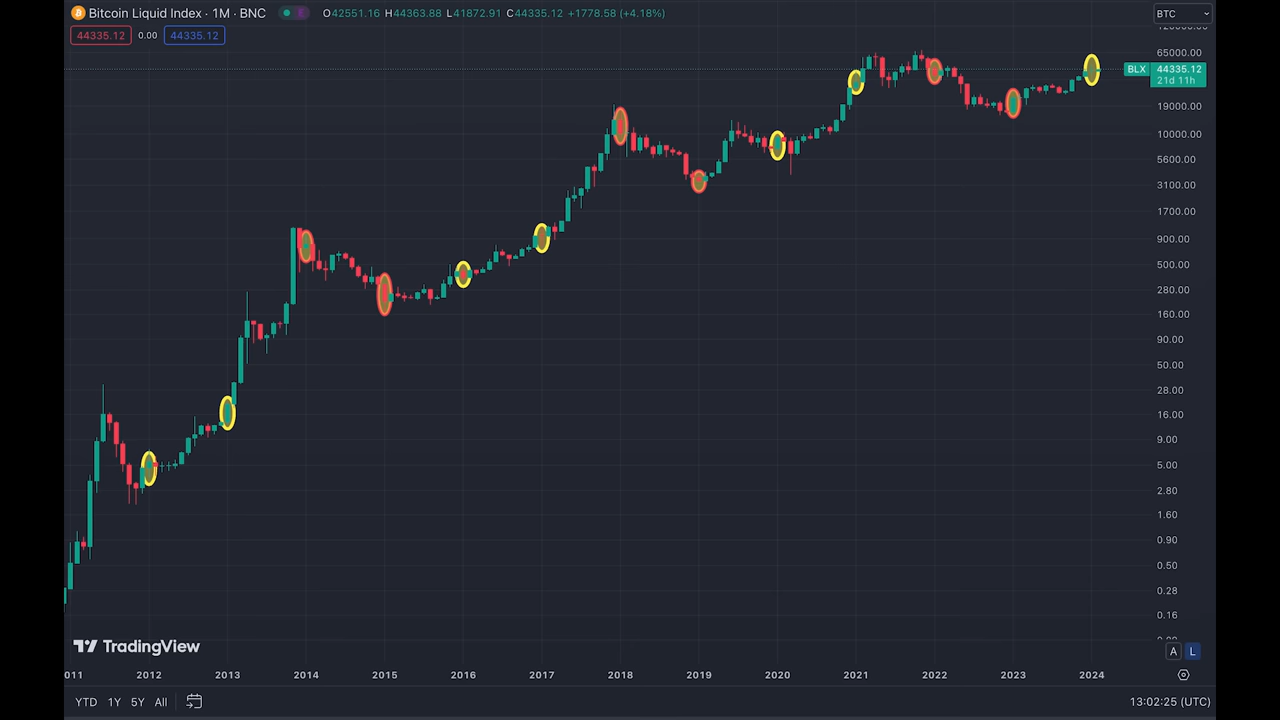 Bitcoin Liquid Index · 1M · BNC E O42551.16 H44363.88 L41872.91 C44335.12 +1778.58 (+4.18%)
BTC
44335.12 0.00 44335.12
65000.00
BLX 44335.12
21d 11h
19000.00
10000.00
5600.00
3100.00
1700.00
900.00
500.00
280.00
160.00
90.00
50.00
28.00
16.00
9.00
5.00
2.80
1.60
0.90
0.50
0.28
0.16
TradingView
A L
011 2012 2013 2014 2015 2016 2017 2018 2019 2020 2021 2022 2023 2024
YTD 1Y 5Y All
13:02:25 (UTC)